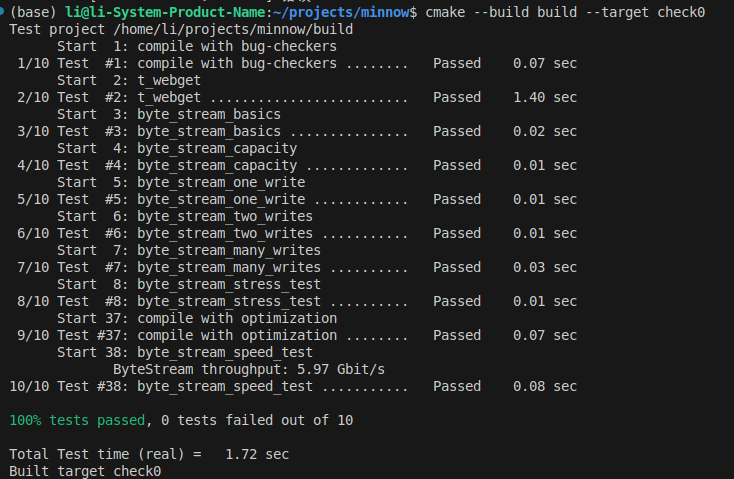 (base) li@li-System-Product-Name:~/projects/minnow$ cmake --build build --target check0
Test project /home/li/projects/minnow/build
      Start  1: compile with bug-checkers
 1/10 Test  #1: compile with bug-checkers ........   Passed    0.07 sec
      Start  2: t_webget
 2/10 Test  #2: t_webget .........................   Passed    1.40 sec
      Start  3: byte_stream_basics
 3/10 Test  #3: byte_stream_basics ...............   Passed    0.02 sec
      Start  4: byte_stream_capacity
 4/10 Test  #4: byte_stream_capacity .............   Passed    0.01 sec
      Start  5: byte_stream_one_write
 5/10 Test  #5: byte_stream_one_write ............   Passed    0.01 sec
      Start  6: byte_stream_two_writes
 6/10 Test  #6: byte_stream_two_writes ...........   Passed    0.01 sec
      Start  7: byte_stream_many_writes
 7/10 Test  #7: byte_stream_many_writes ..........   Passed    0.03 sec
      Start  8: byte_stream_stress_test
 8/10 Test  #8: byte_stream_stress_test ..........   Passed    0.01 sec
      Start 37: compile with optimization
 9/10 Test #37: compile with optimization ........   Passed    0.07 sec
      Start 38: byte_stream_speed_test
             ByteStream throughput: 5.97 Gbit/s
10/10 Test #38: byte_stream_speed_test ...........   Passed    0.08 sec

100% tests passed, 0 tests failed out of 10

Total Test time (real) =   1.72 sec
Built target check0